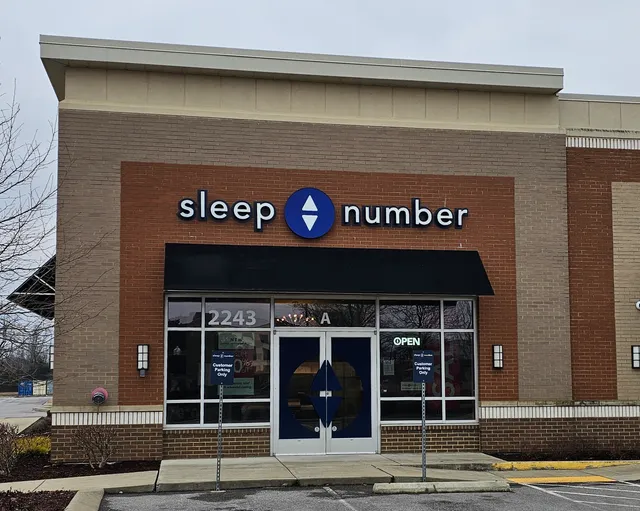 sleep number
2243 A
OPEN
Customer
Parking
Only
Customer
Parking
Only